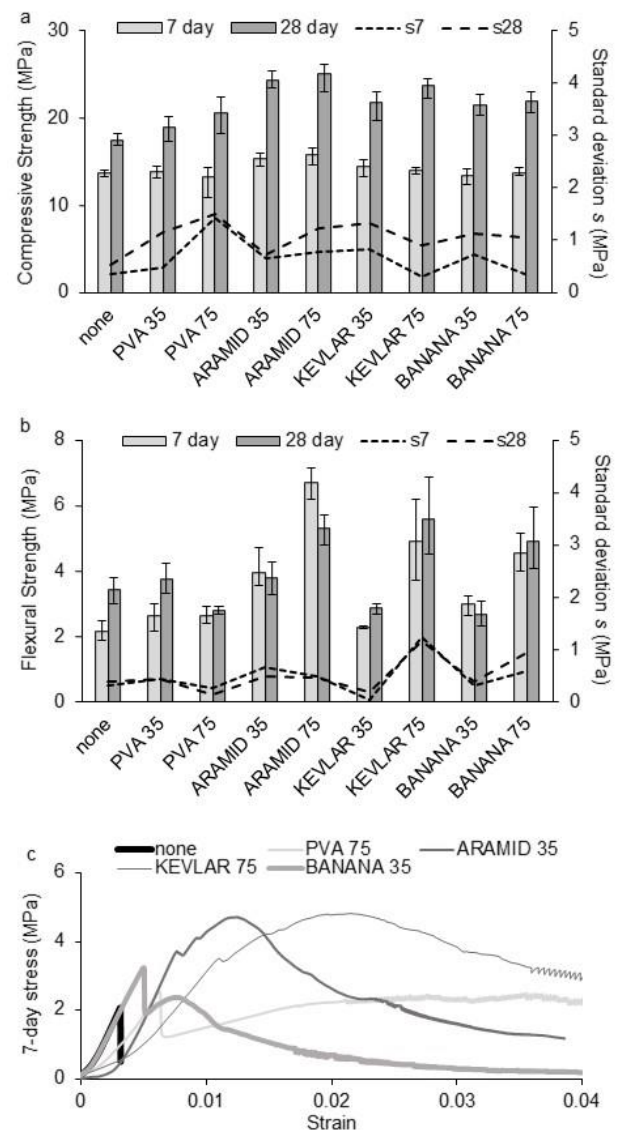 a
7 day 28 day s7 s28
30
20
10
0
Compressive Strength (MPa)
5
4
3
2
1
0
Standard deviation s (MPa)
none
PVA 35
PVA 75
ARAMID 35
ARAMID 75
KEVLAR 35
KEVLAR 75
BANANA 35
BANANA 75
b
7 day 28 day s7 s28
8
6
4
2
0
Flexural Strength (MPa)
5
4
3
2
1
0
Standard deviation s (MPa)
none
PVA 35
PVA 75
ARAMID 35
ARAMID 75
KEVLAR 35
KEVLAR 75
BANANA 35
BANANA 75
c
none PVA 75 ARAMID 35
KEVLAR 75 BANANA 35
6
4
2
0
7-day stress (MPa)
0 0.01 0.02 0.03 0.04
Strain